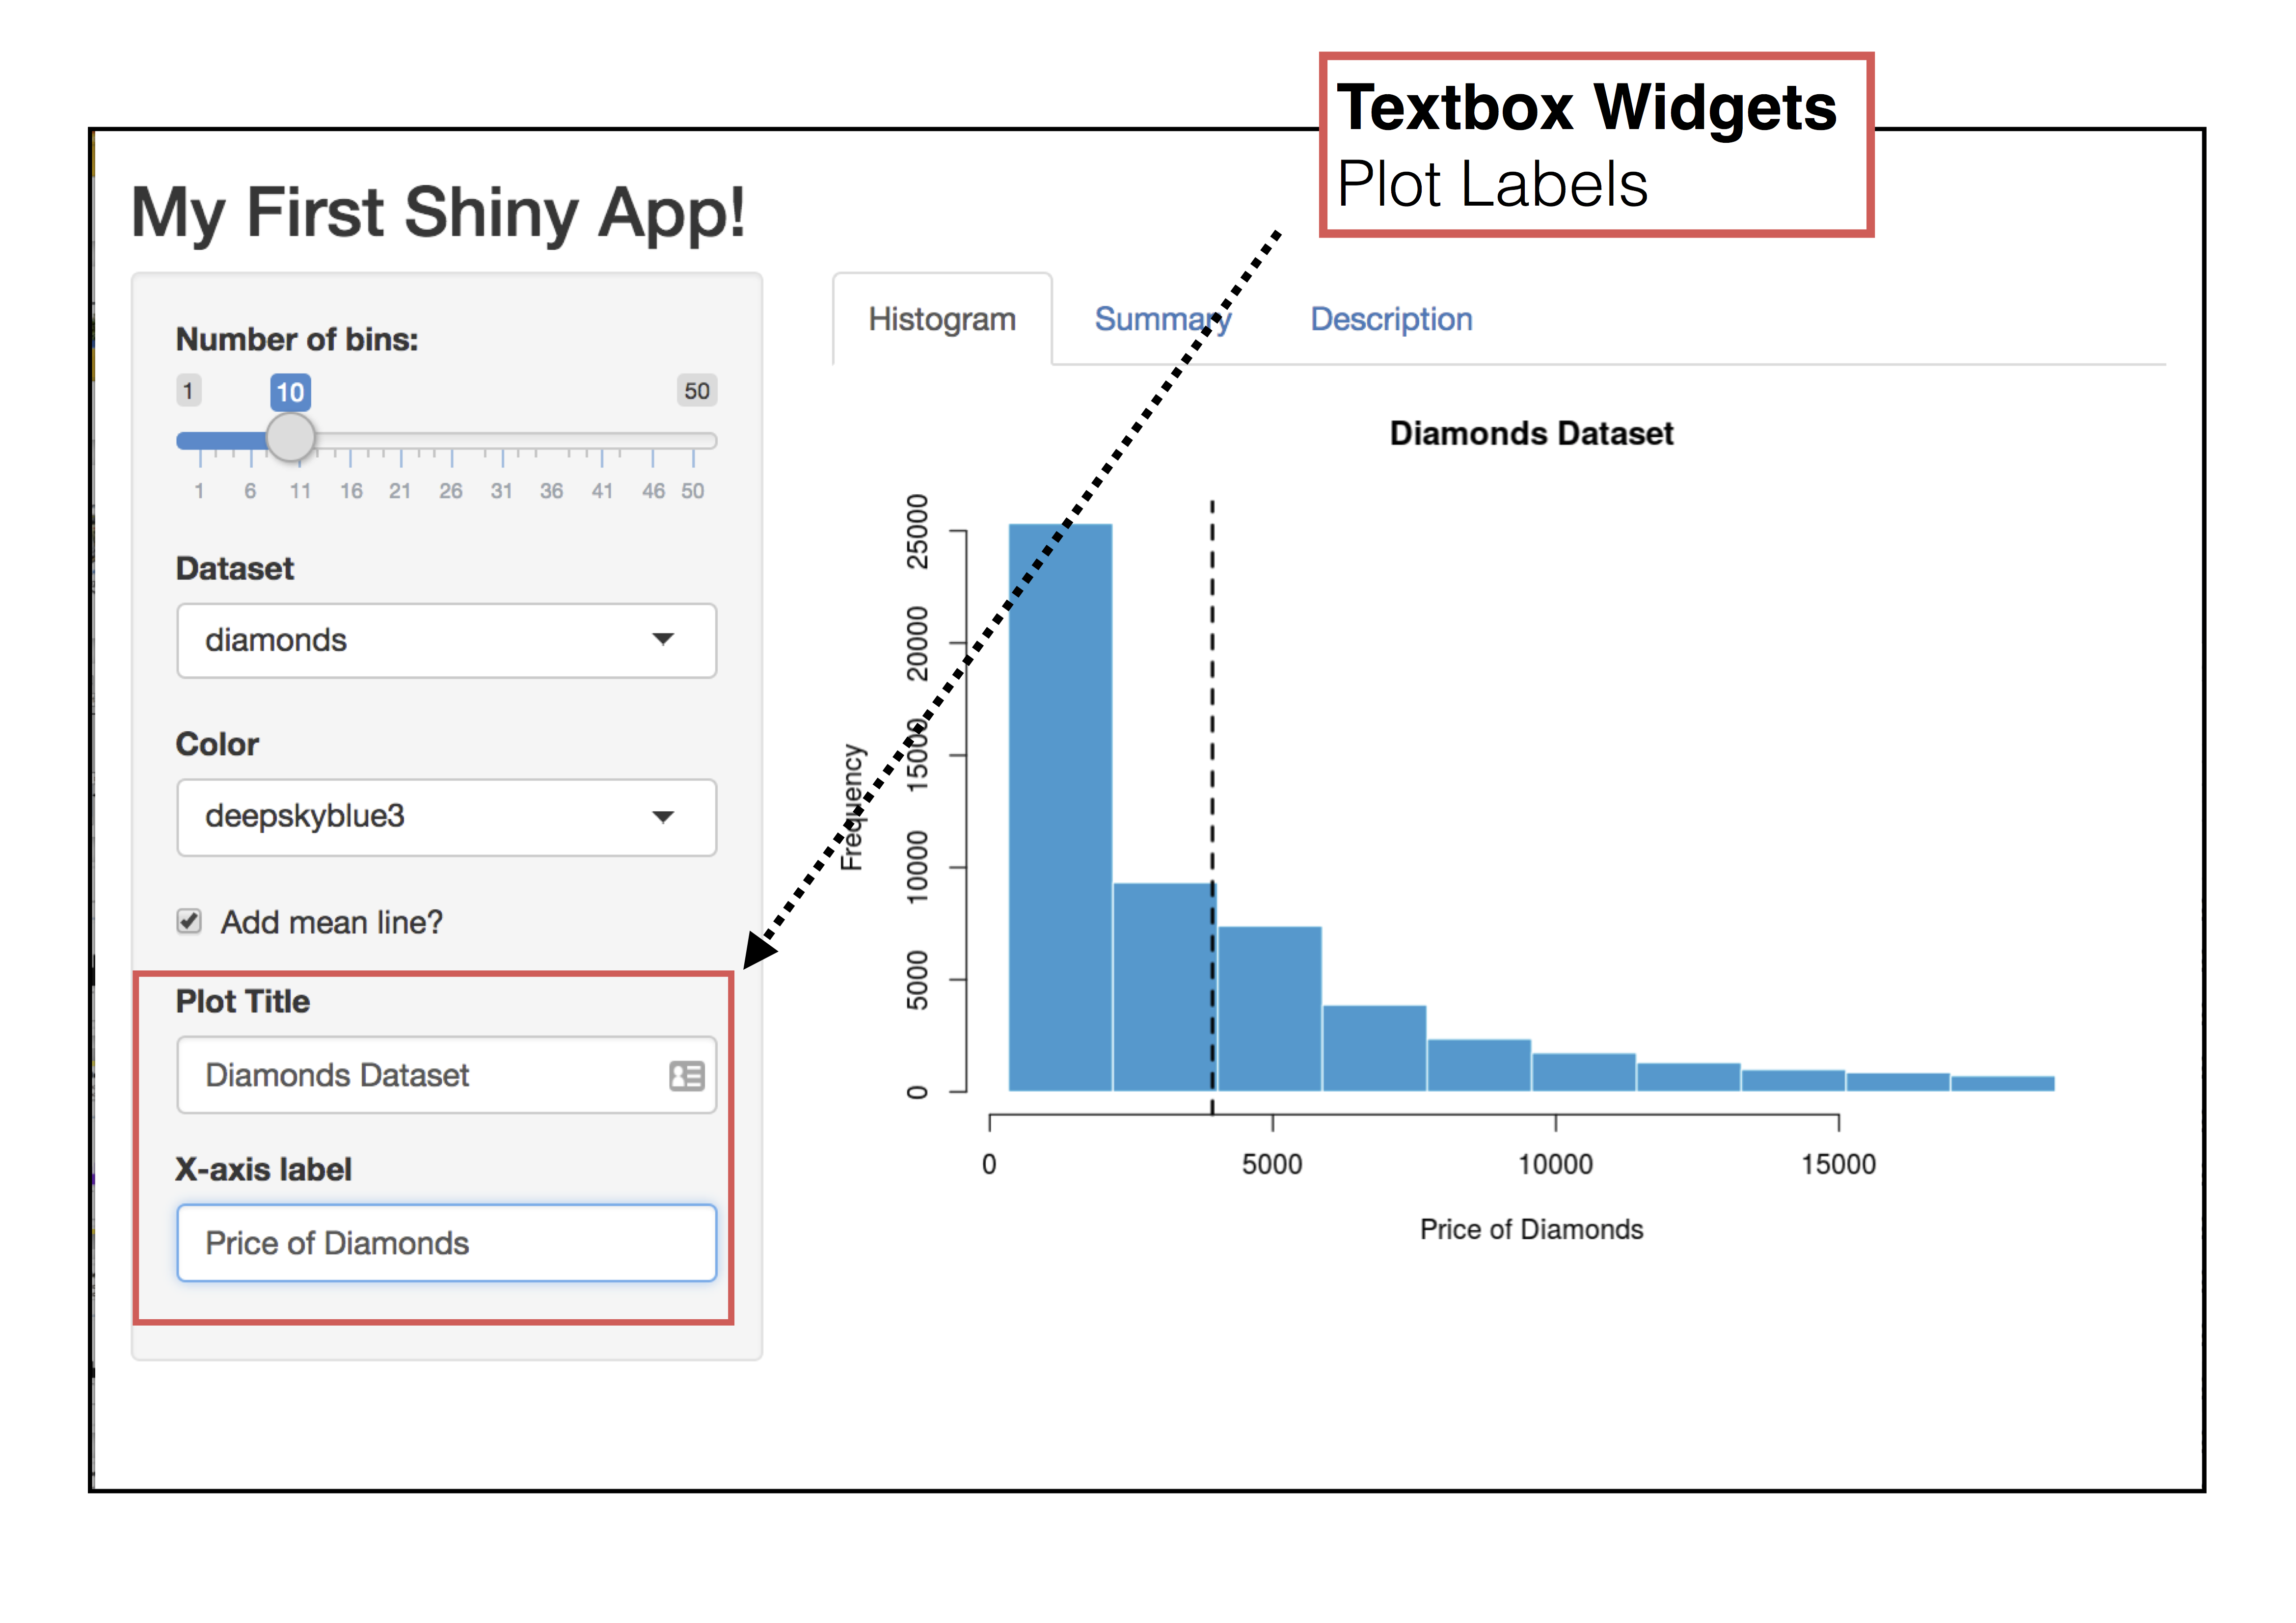 Textbox Widgets
Plot Labels
My First Shiny App!
Number of bins:
1 10 50
1 6 11 16 21 26 31 36 41 46 50
Dataset
diamonds
Color
deepskyblue3
Add mean line?
Plot Title
Diamonds Dataset
X-axis label
Price of Diamonds
Histogram Summary Description
Diamonds Dataset
Frequency
25000
20000
15000
10000
5000
0
0 5000 10000 15000
Price of Diamonds